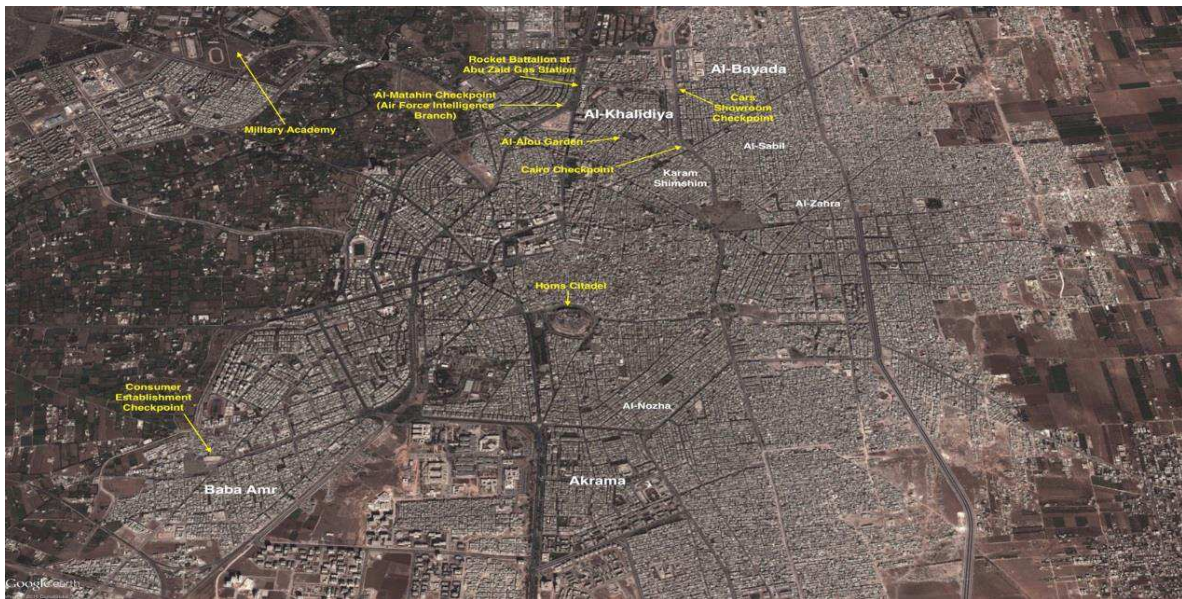 Rocket Battalion at
Abu Zaid Gas Station
Al-Bayada
Al-Matahin Checkpoint
(Air Force Intelligence
Branch)
Cars
Showroom
Checkpoint
Al-Khalidiya
Military Academy
Al-Alou Garden
Al-Sabil
Cairo Checkpoint
Karam
Shimshim
Al-Zahra
Homs Citadel
Consumer
Establishment
Checkpoint
Al-Nozha
Baba Amr
Akrama
Google earth